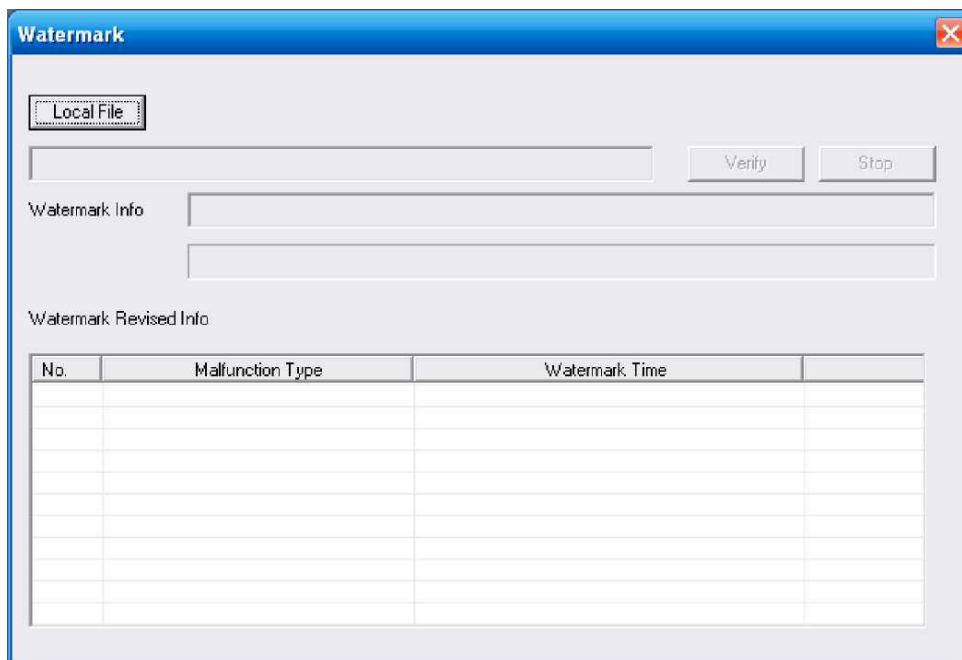 Watermark
Local File
Verify Stop
Watermark Info
Watermark Revised Info
No. Malfunction Type Watermark Time